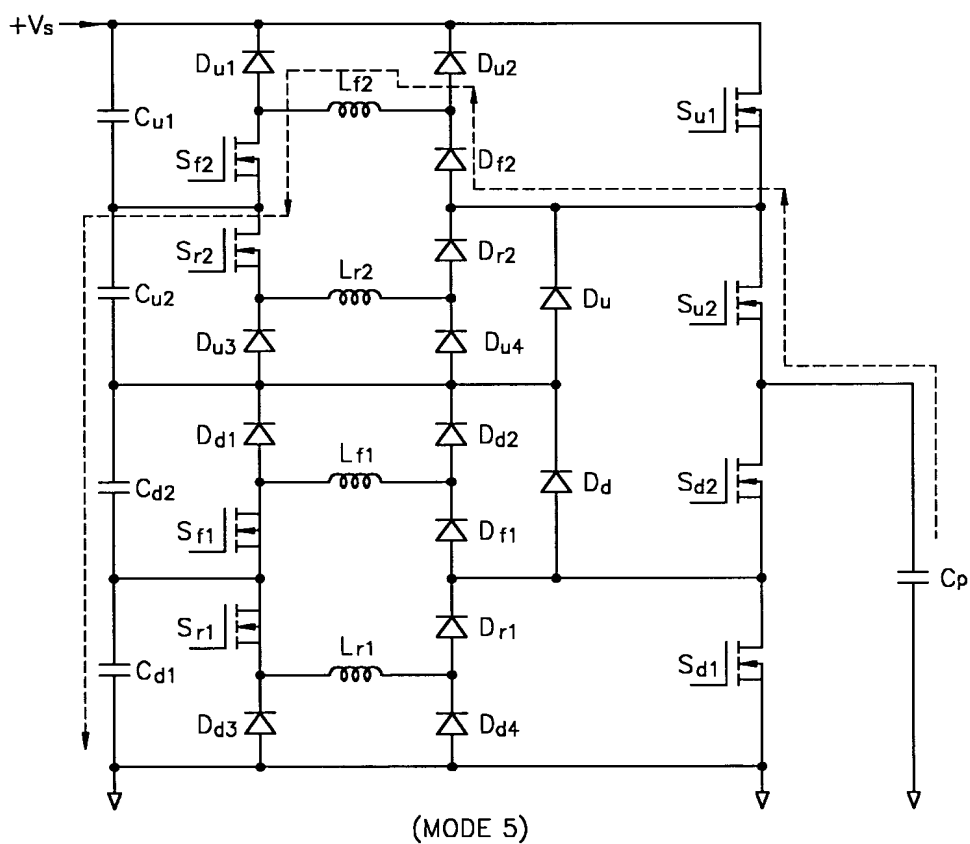 +Vs
Du1
Lf2
Du2
Cu1
Su1
Sf2
Df2
Sr2
Dr2
Lr2
Cu2
Du
Su2
Du3
Du4
Dd1
Lf1
Dd2
Cd2
Dd
Sd2
Sf1
Df1
Cp
Sr1
Dr1
Lr1
Cd1
Sd1
Dd3
Dd4
(MODE 5)